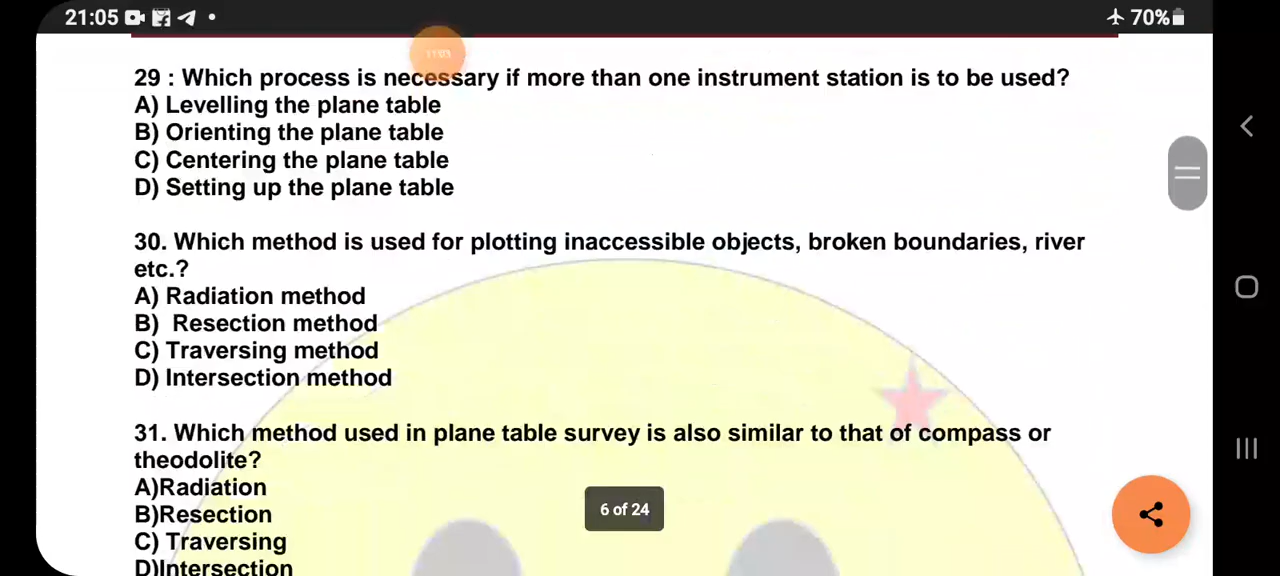 21:05
70%
29 : Which process is necessary if more than one instrument station is to be used?
A) Levelling the plane table
B) Orienting the plane table
C) Centering the plane table
D) Setting up the plane table
30. Which method is used for plotting inaccessible objects, broken boundaries, river
etc.?
A) Radiation method
B) Resection method
C) Traversing method
D) Intersection method
31. Which method used in plane table survey is also similar to that of compass or
theodolite?
A)Radiation
B)Resection
C) Traversing
D)Intersection
6 of 24